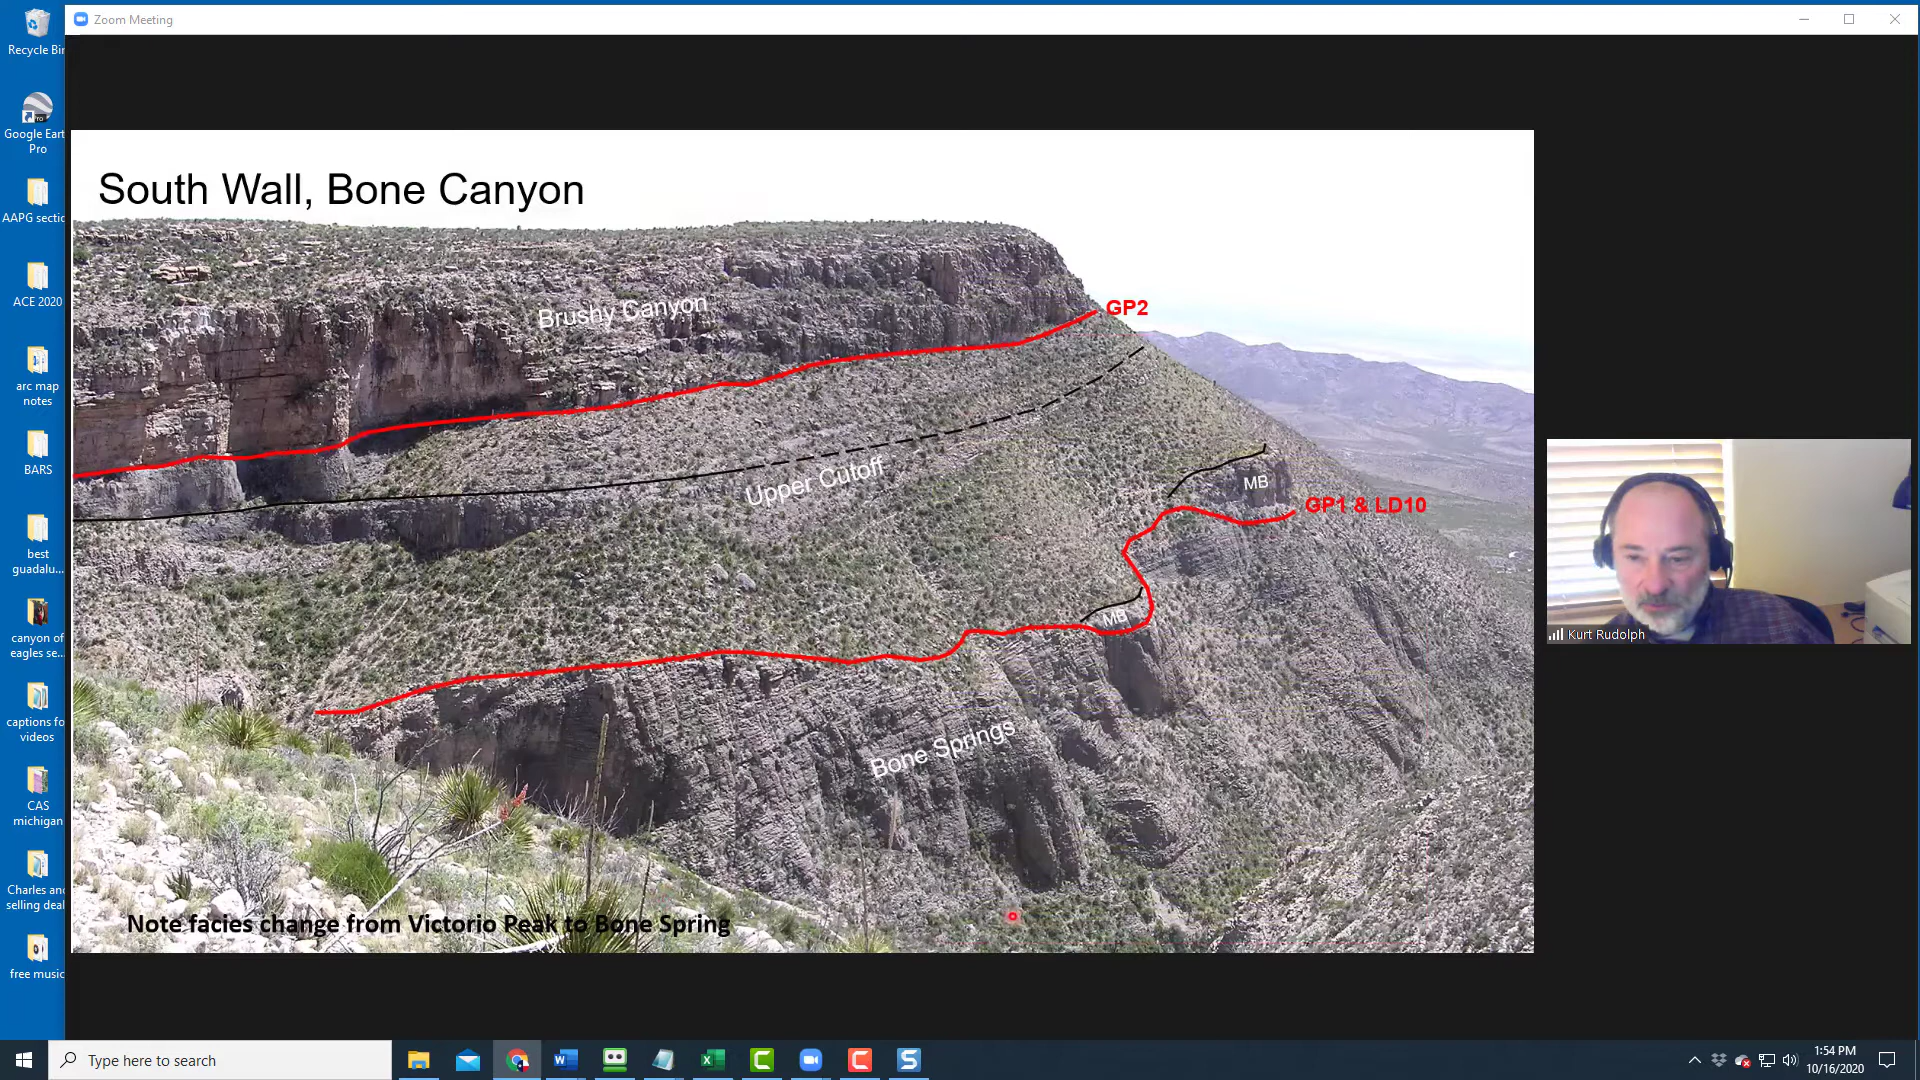 Zoom Meeting
Recycle Bin
Google Eart
Pro
AAPG sectio
ACE 2020
arc map
notes
BARS
best
guadalu...
canyon of
eagles se...
captions fo
videos
CAS
michigan
Charles and
selling deal
free music
South Wall, Bone Canyon
Brushy Canyon
GP2
Upper Cutoff
MB
GP1 & LD10
MB
Bone Springs
Note facies change from Victorio Peak to Bone Spring
Kurt Rudolph
Type here to search
1:54 PM
10/16/2020